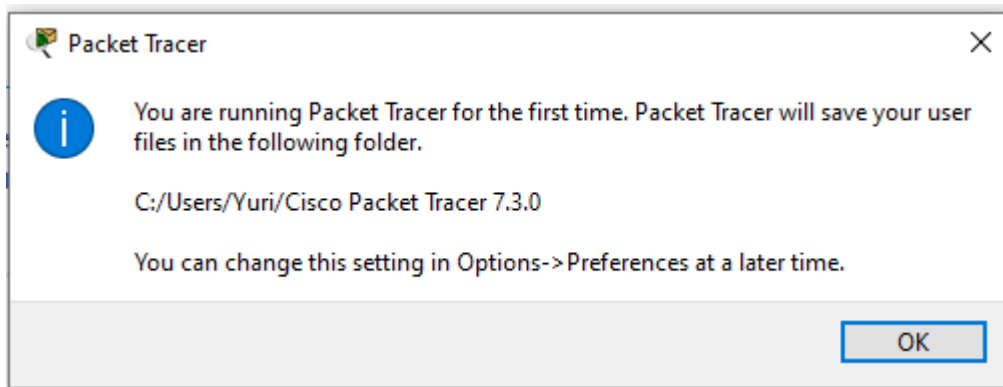 Packet Tracer
You are running Packet Tracer for the first time. Packet Tracer will save your user
files in the following folder.
C:/Users/Yuri/Cisco Packet Tracer 7.3.0
You can change this setting in Options->Preferences at a later time.
OK